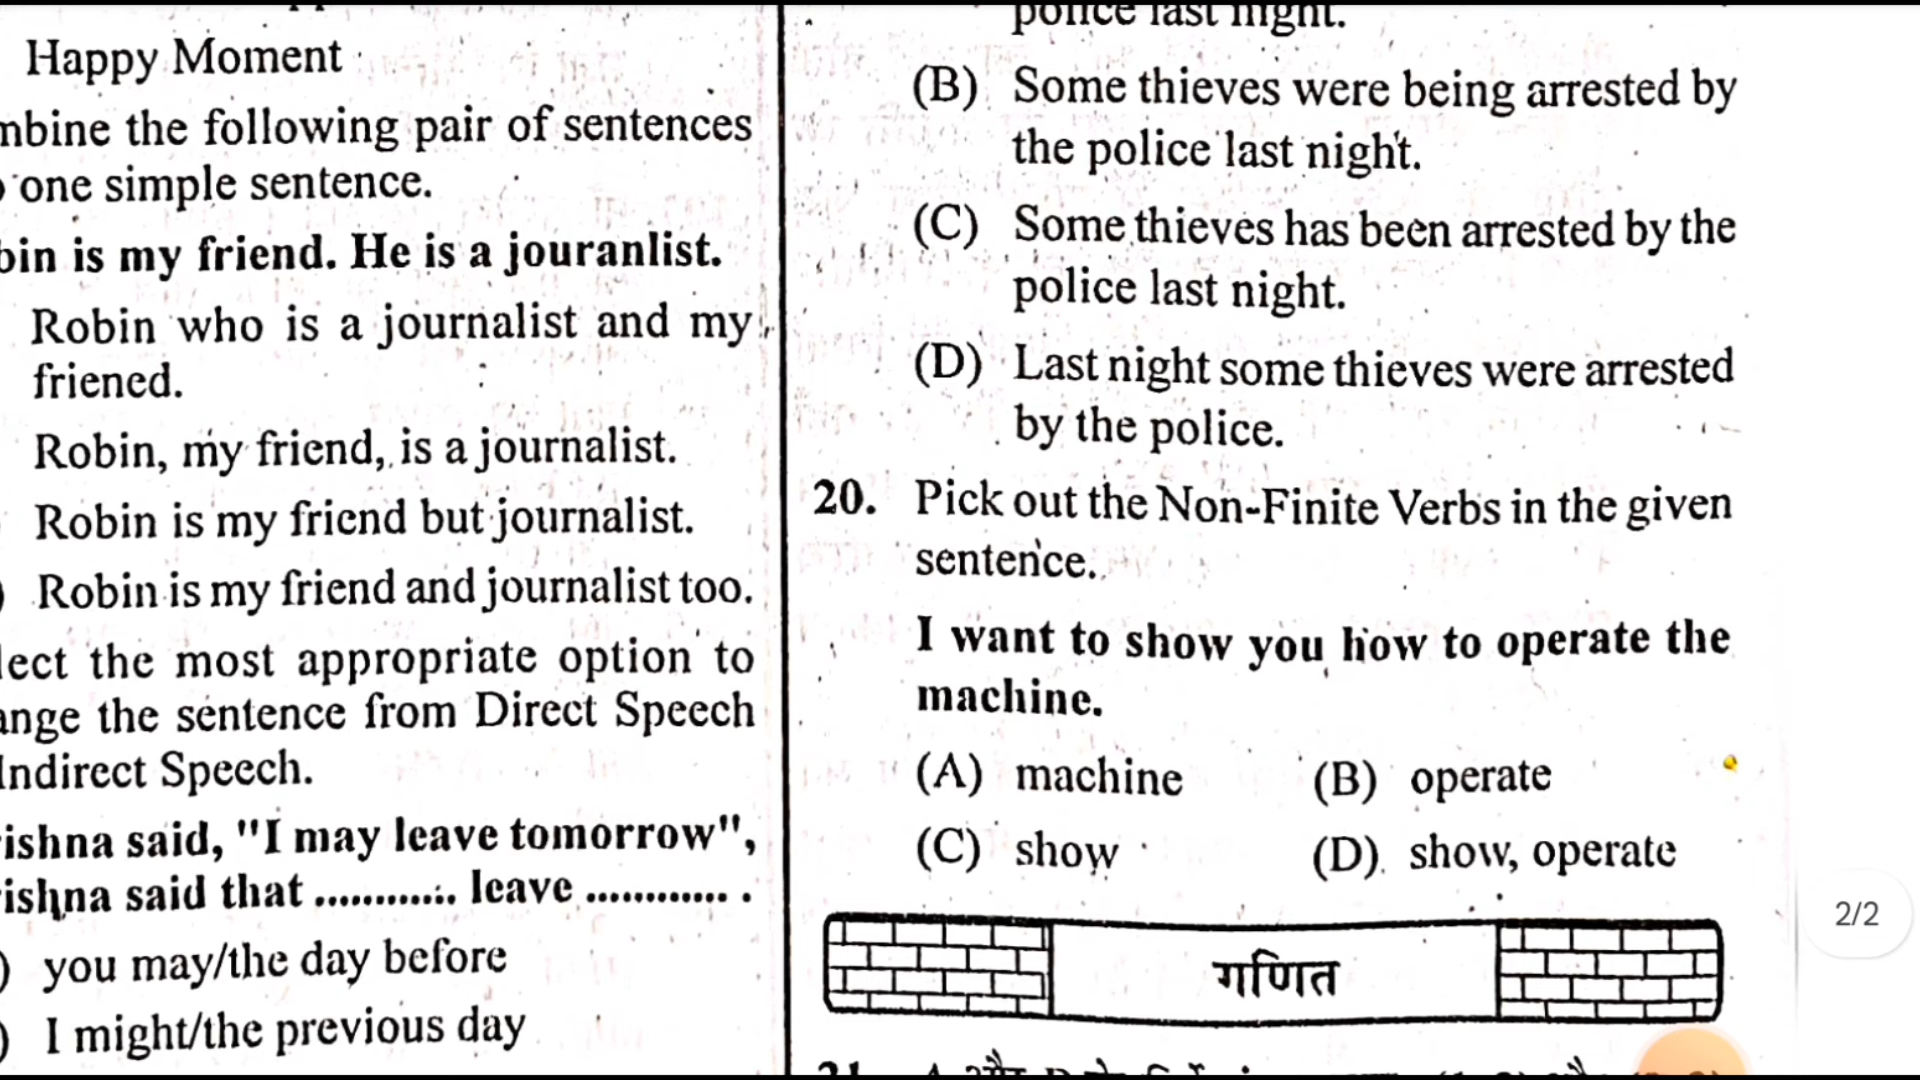 Happy Moment
the following pair of sentences
one simple sentence.
is my friend. He is a jouranlist.
Robin who is a journalist and my
friened.
Robin, my friend, is a journalist.
Robin is my friend but journalist.
Robin is my friend and journalist too.
the most appropriate option to
the sentence from Direct Speech
Indirect Speech.
said, "I may leave tomorrow",
said that ............ leave ............. .
you may/the day before
I might/the previous day
police last night.
(B) Some thieves were being arrested by
the police last night.
(C) Some thieves has been arrested by the
police last night.
(D) Last night some thieves were arrested
by the police.
20. Pick out the Non-Finite Verbs in the given
sentence.
I want to show you how to operate the
machine.
(A) machine (B) operate
(C) show (D) show, operate
गणित
2/2